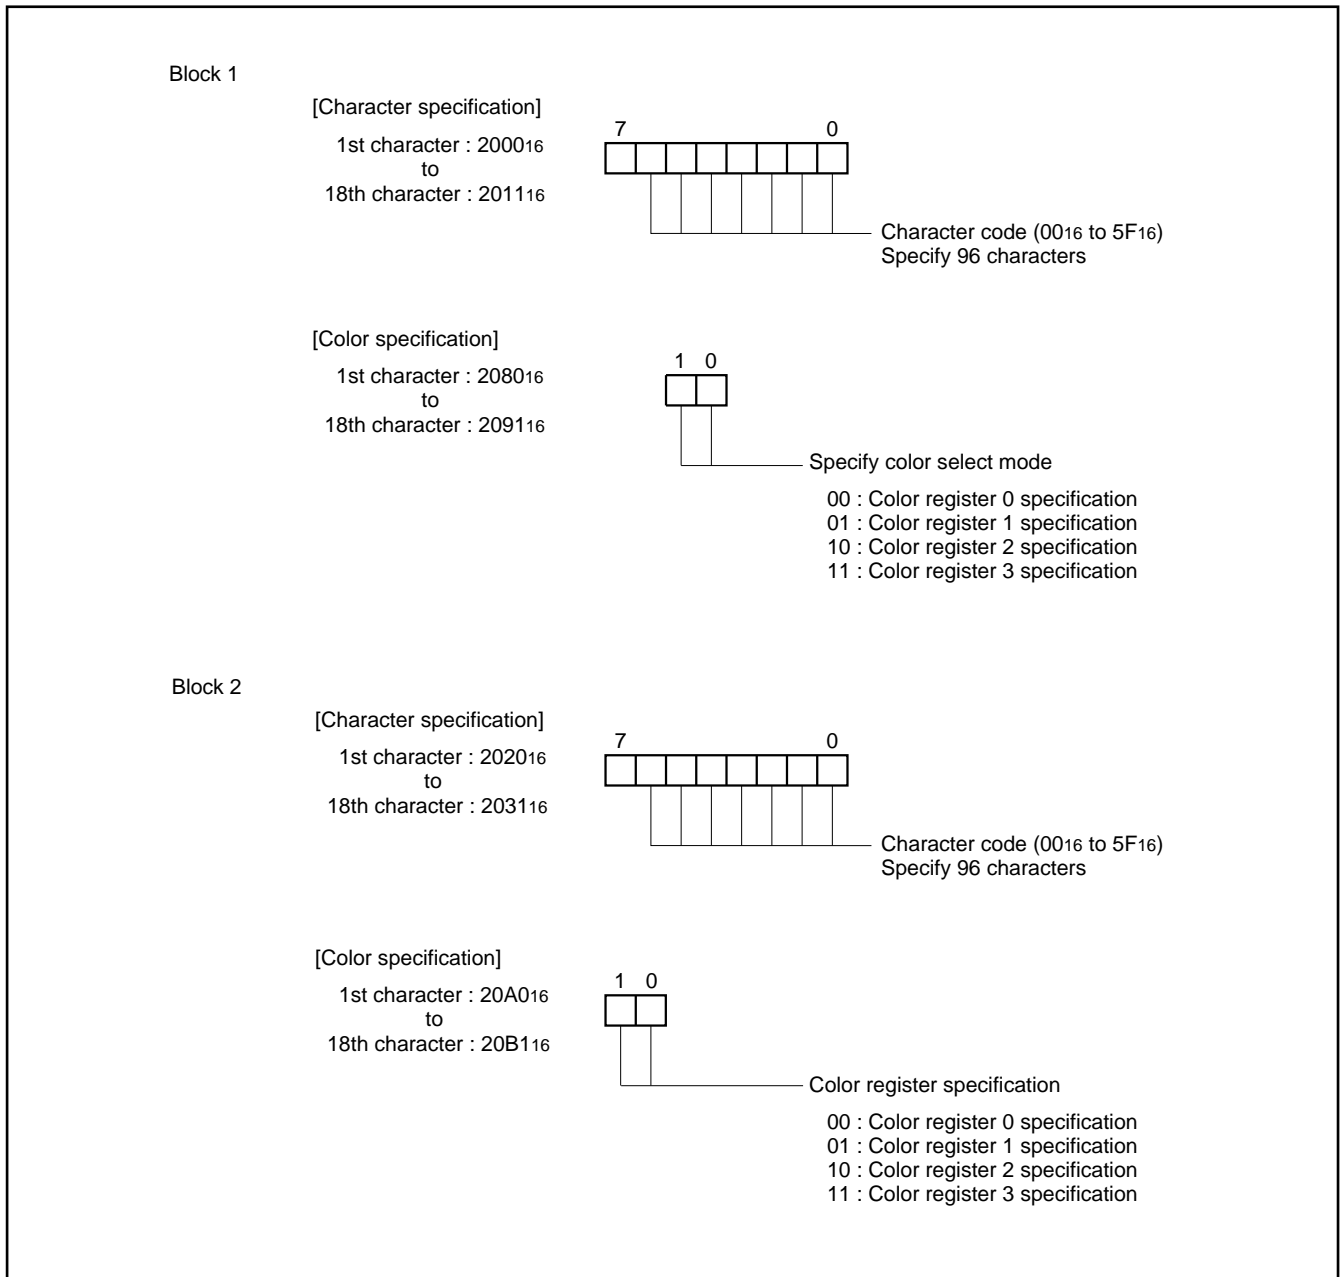 Block 1
[Character specification]
1st character : 2000₁₆
to
18th character : 2011₁₆
7 0
Character code (00₁₆ to 5F₁₆)
Specify 96 characters
[Color specification]
1st character : 2080₁₆
to
18th character : 2091₁₆
1 0
Specify color select mode
00 : Color register 0 specification
01 : Color register 1 specification
10 : Color register 2 specification
11 : Color register 3 specification
Block 2
[Character specification]
1st character : 2020₁₆
to
18th character : 2031₁₆
7 0
Character code (00₁₆ to 5F₁₆)
Specify 96 characters
[Color specification]
1st character : 20A0₁₆
to
18th character : 20B1₁₆
1 0
Color register specification
00 : Color register 0 specification
01 : Color register 1 specification
10 : Color register 2 specification
11 : Color register 3 specification